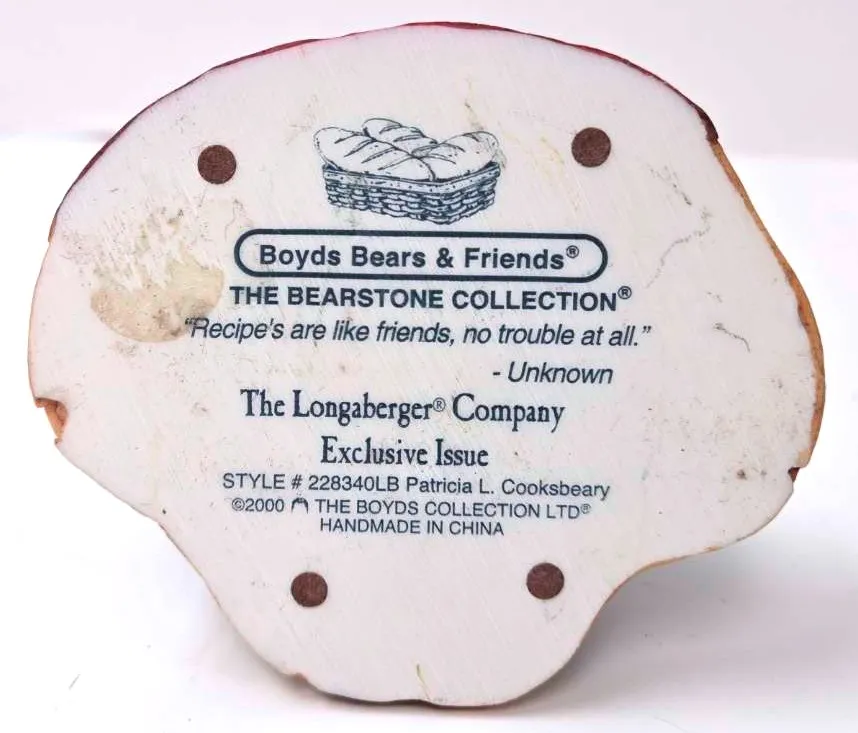 Boyds Bears & Friends®
THE BEARSTONE COLLECTION®
"Recipe's are like friends, no trouble at all."
- Unknown
The Longaberger® Company
Exclusive Issue
STYLE # 228340LB Patricia L. Cooksbeary
©2000 THE BOYDS COLLECTION LTD®
HANDMADE IN CHINA